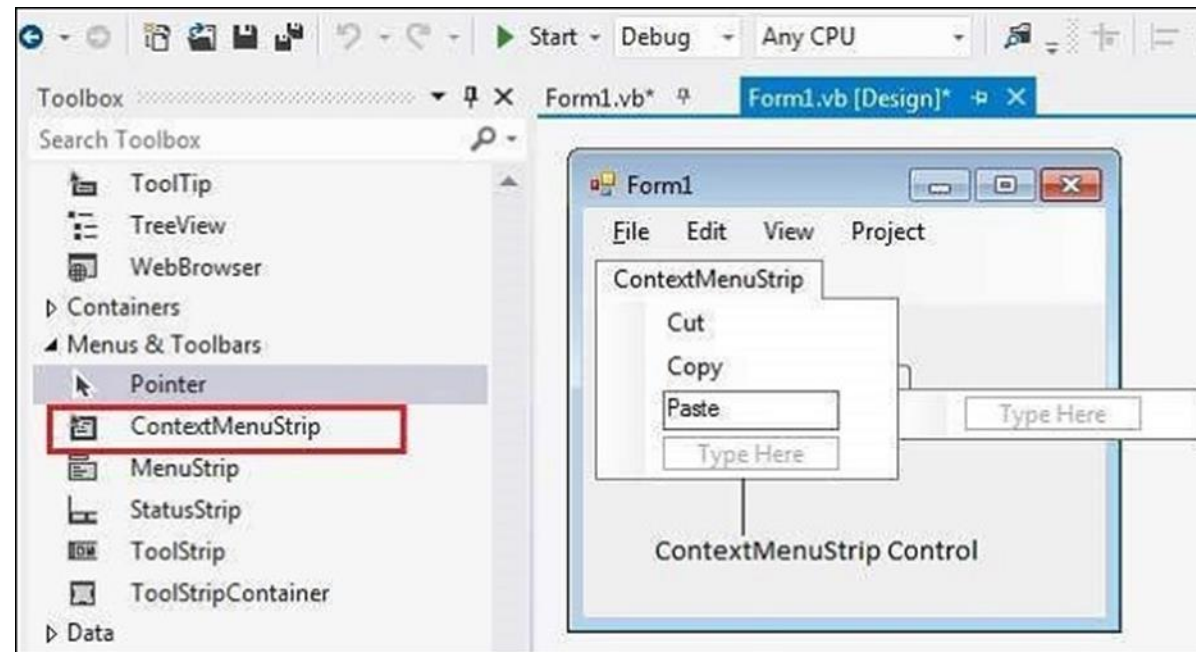 Start Debug Any CPU
Toolbox
Form1.vb*
Form1.vb [Design]*
Search Toolbox
ToolTip
TreeView
WebBrowser
Containers
Menus & Toolbars
Pointer
ContextMenuStrip
MenuStrip
StatusStrip
ToolStrip
ToolStripContainer
Data
Form1
File Edit View Project
ContextMenuStrip
Cut
Copy
Paste
Type Here
Type Here
ContextMenuStrip Control